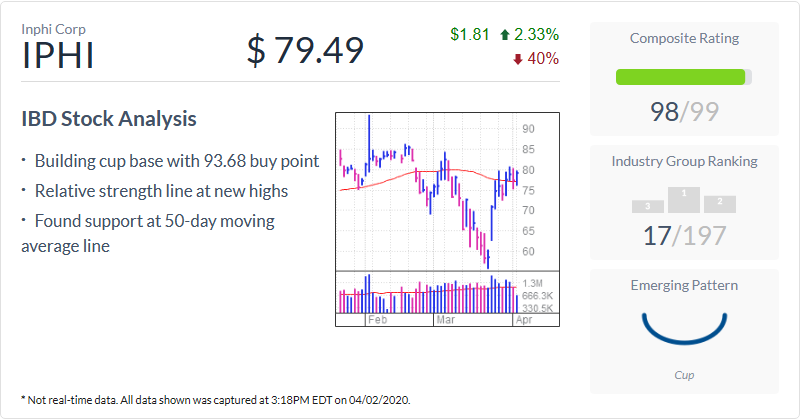 Inphi Corp
IPHI
$ 79.49
$1.81 2.33%
40%
IBD Stock Analysis
· Building cup base with 93.68 buy point
· Relative strength line at new highs
· Found support at 50-day moving
average line
90
85
80
75
70
65
60
1.3M
666.3K
330.5K
Feb Mar Apr
Composite Rating
98/99
Industry Group Ranking
3 1 2
17/197
Emerging Pattern
Cup
* Not real-time data. All data shown was captured at 3:18PM EDT on 04/02/2020.